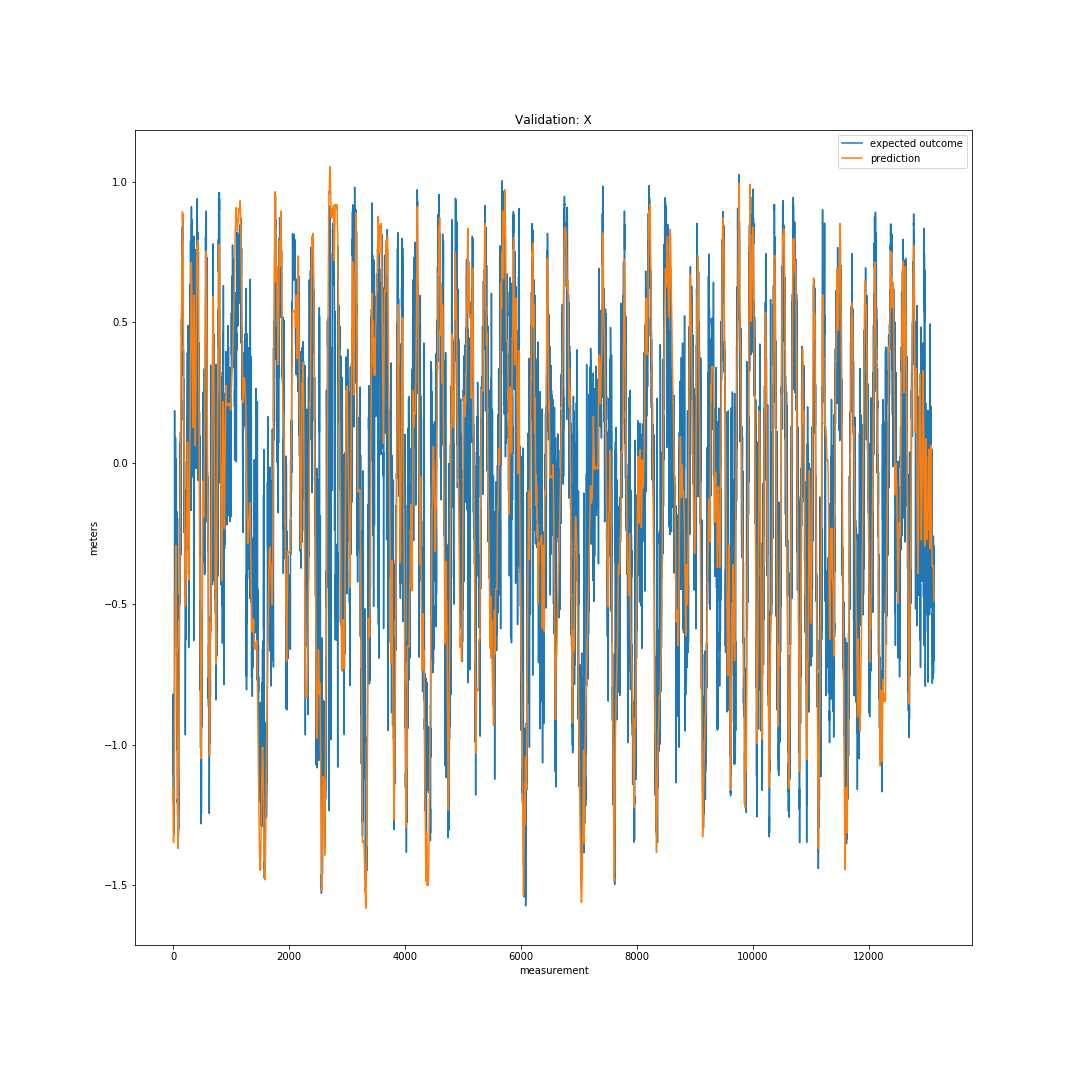 Validation: X
expected outcome
prediction
1.0
0.5
0.0
−0.5
−1.0
−1.5
meters
0 2000 4000 6000 8000 10000 12000
measurement